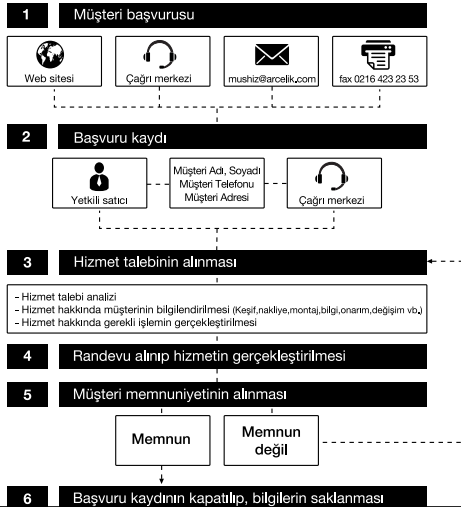 1 Müşteri başvurusu
Web sitesi
Çağrı merkezi
mushiz@arcelik.com
fax 0216 423 23 53
2 Başvuru kaydı
Yetkili satıcı
Müşteri Adı, Soyadı
Müşteri Telefonu
Müşteri Adresi
Çağrı merkezi
3 Hizmet talebinin alınması
- Hizmet talebi analizi
- Hizmet hakkında müşterinin bilgilendirilmesi (Keşif,nakliye,montaj,bilgi,onarım,değişim vb.)
- Hizmet hakkında gerekli işlemin gerçekleştirilmesi
4 Randevu alınıp hizmetin gerçekleştirilmesi
5 Müşteri memnuniyetinin alınması
Memnun
Memnun
değil
6 Başvuru kaydının kapatılıp, bilgilerin saklanması